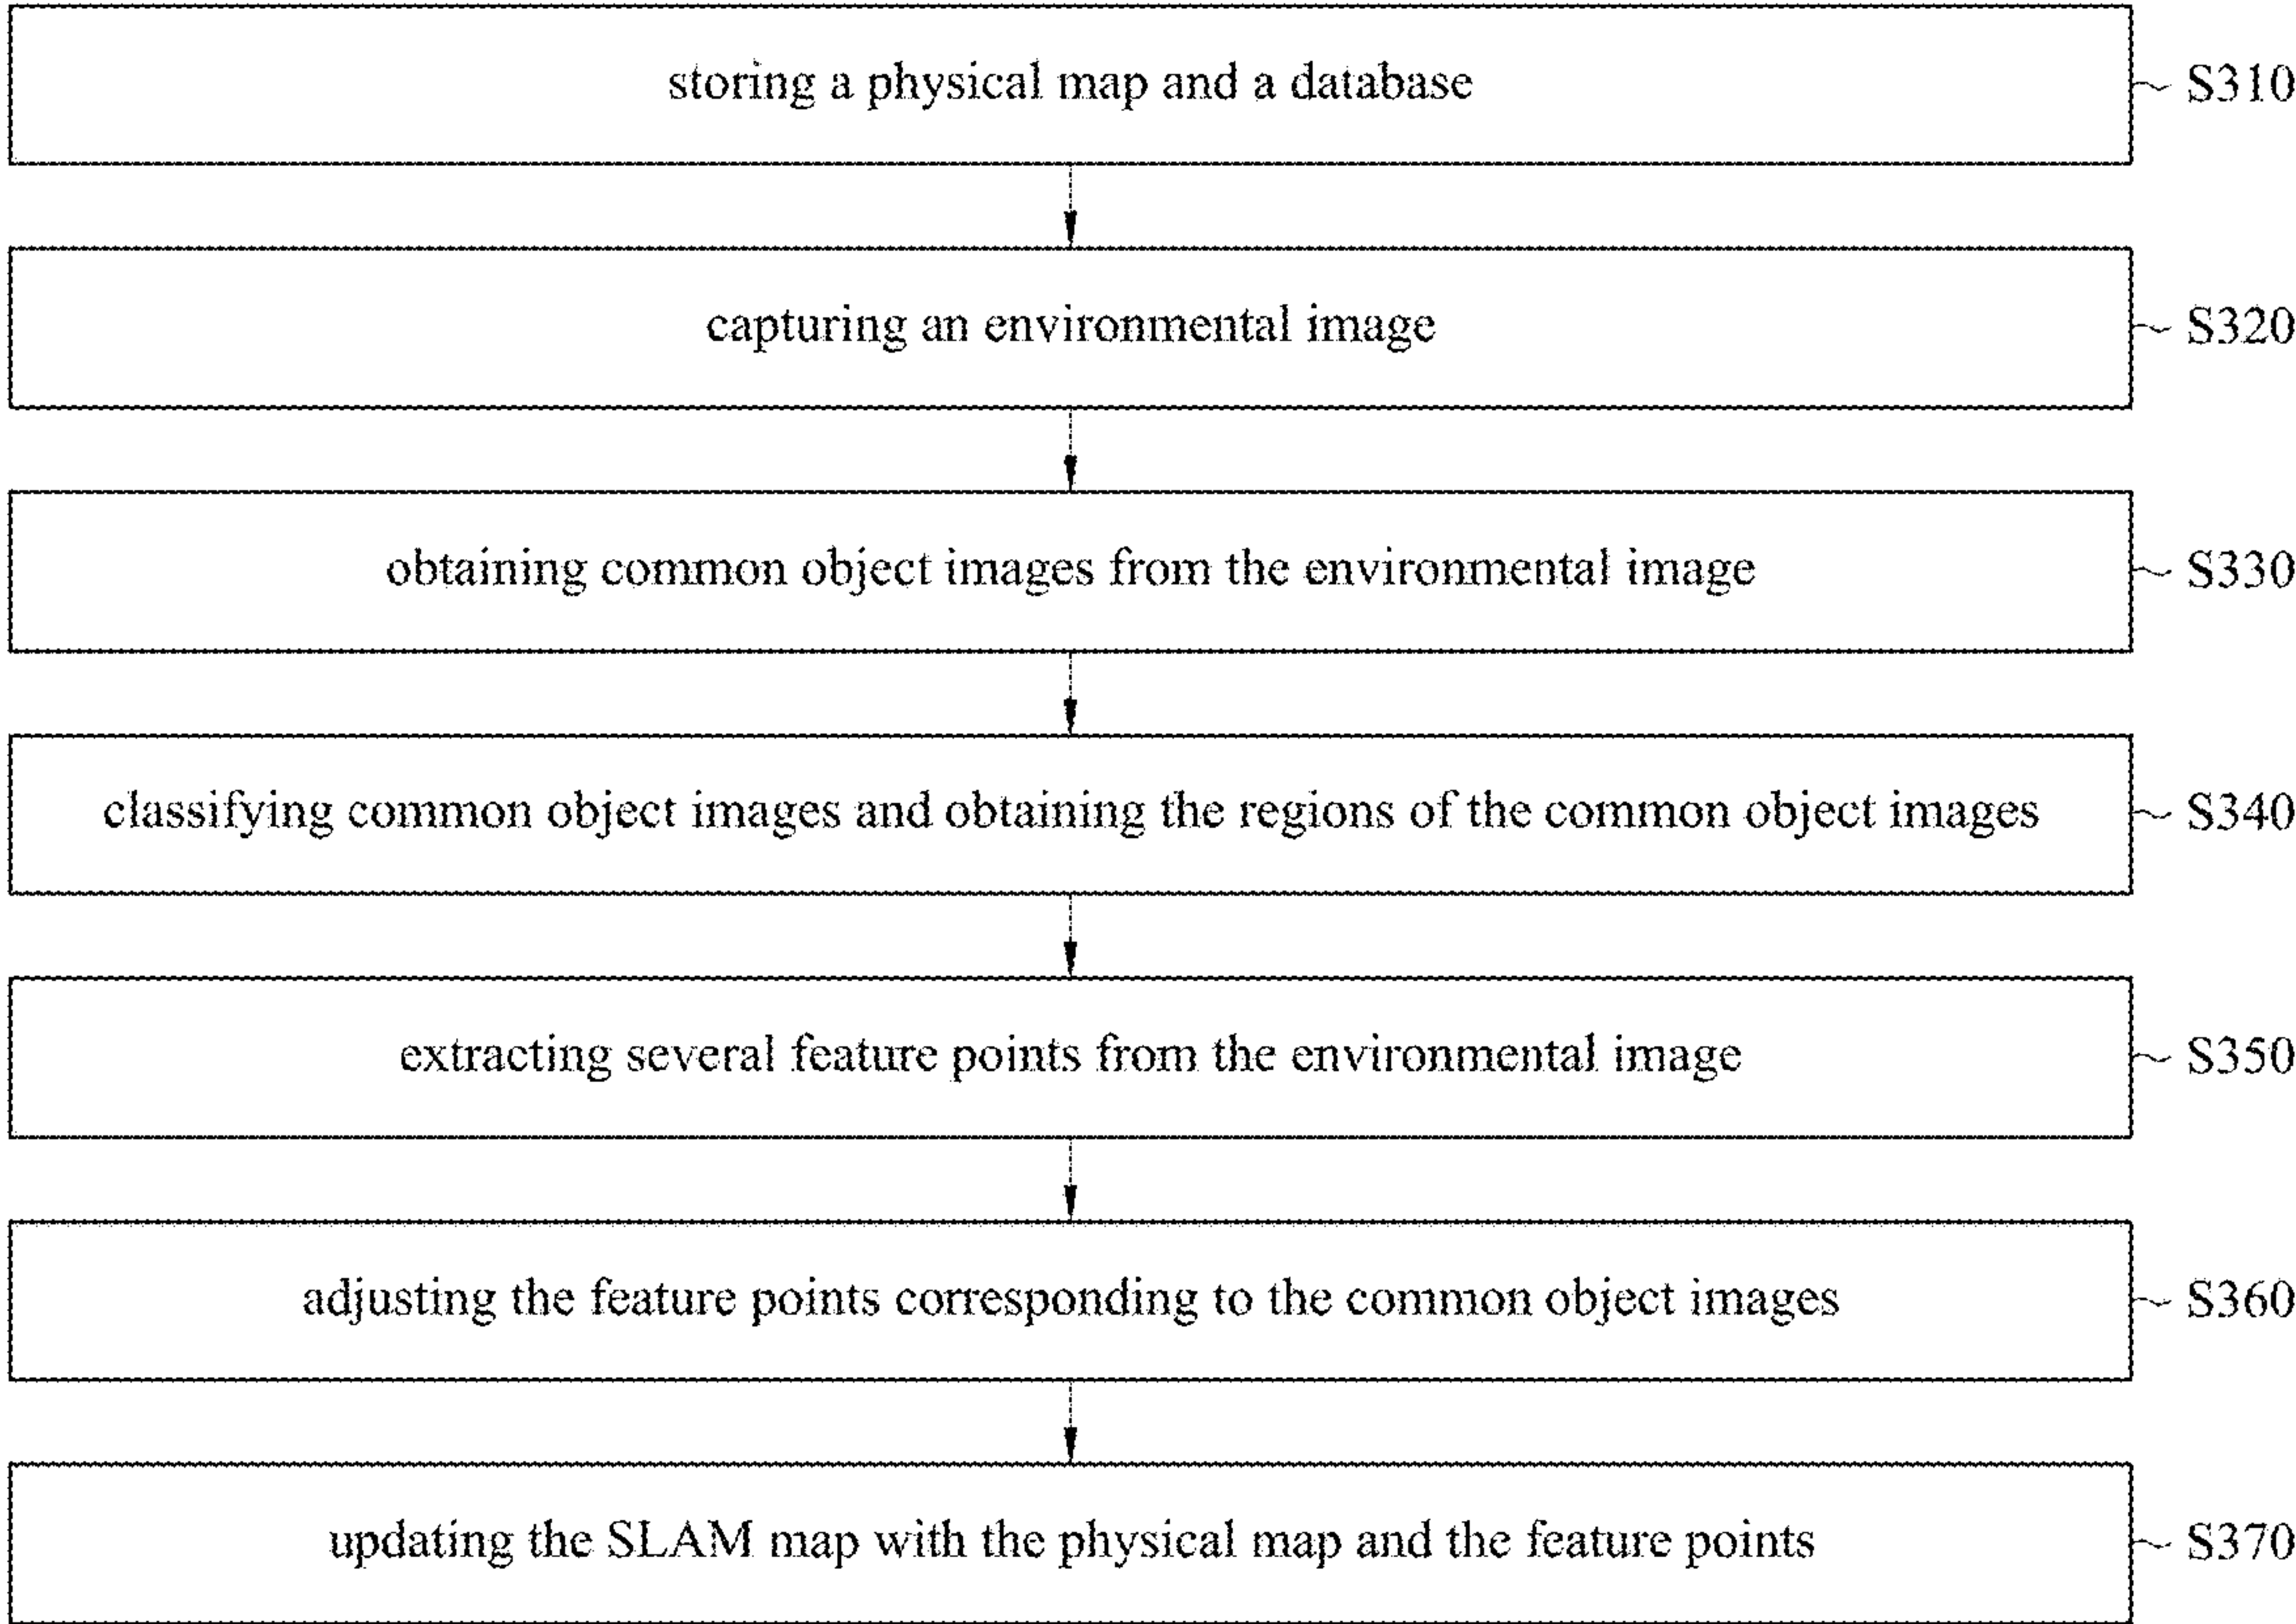 storing a physical map and a database
S310
capturing an environmental image
S320
obtaining common object images from the environmental image
S330
classifying common object images and obtaining the regions of the common object images
S340
extracting several feature points from the environmental image
S350
adjusting the feature points corresponding to the common object images
S360
updating the SLAM map with the physical map and the feature points
S370